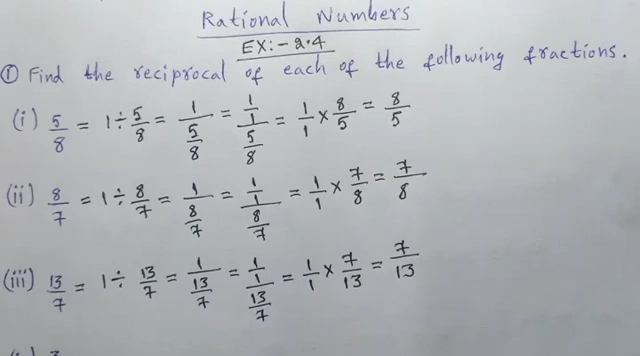 Rational Numbers
EX:- 2.4
① Find the reciprocal of each of the following fractions.
(i) 5/8 = 1 ÷ 5/8 = 1/(5/8) = (1/1)/(5/8) = 1/1 × 8/5 = 8/5
(ii) 8/7 = 1 ÷ 8/7 = 1/(8/7) = (1/1)/(8/7) = 1/1 × 7/8 = 7/8
(iii) 13/7 = 1 ÷ 13/7 = 1/(13/7) = (1/1)/(13/7) = 1/1 × 7/13 = 7/13